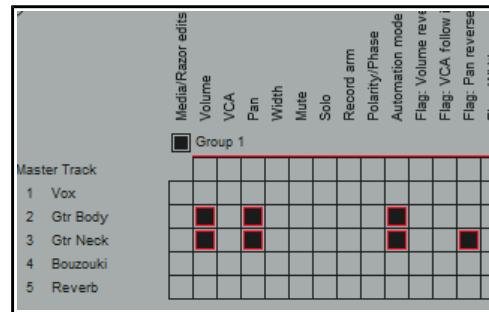 Media/Razor edits
Volume
VCA
Pan
Width
Mute
Solo
Record arm
Polarity/Phase
Automation mode
Flag: Volume reve
Flag: VCA follow i
Flag: Pan reverse
Group 1
Master Track
1 Vox
2 Gtr Body
3 Gtr Neck
4 Bouzouki
5 Reverb